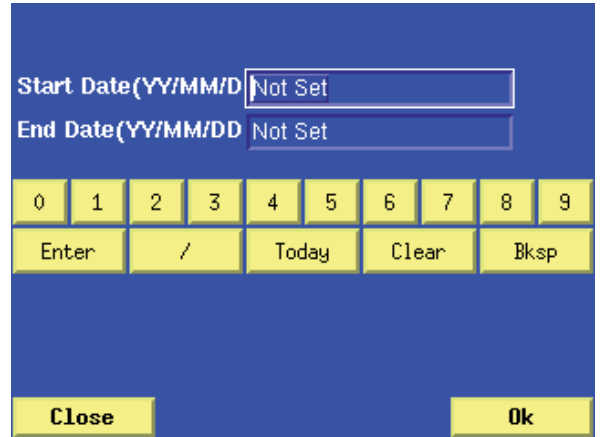 Start Date(YY/MM/D Not Set
End Date(YY/MM/DD Not Set
0 1 2 3 4 5 6 7 8 9
Enter / Today Clear Bksp
Close Ok